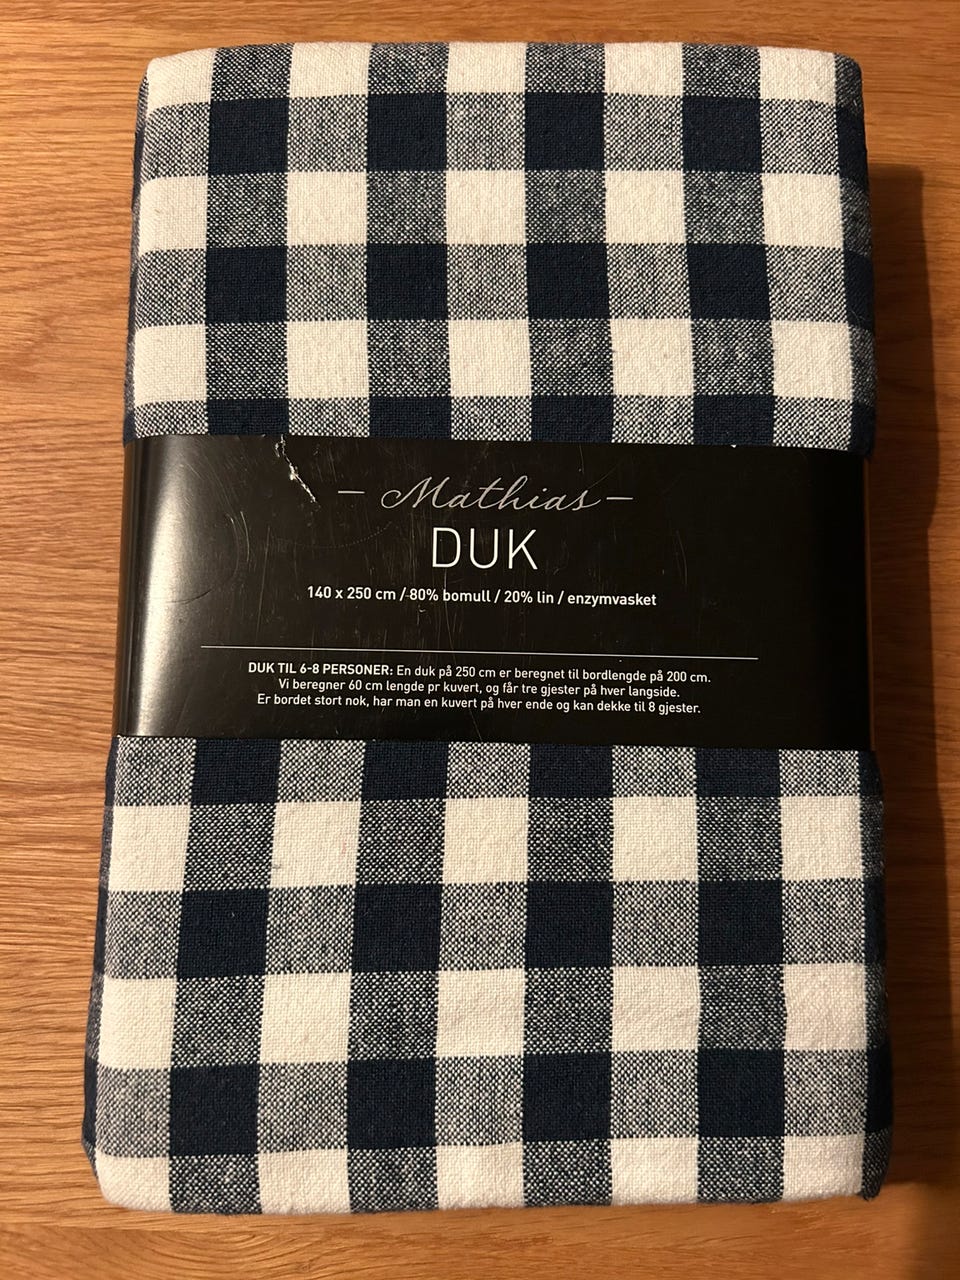 – Mathias –
DUK
140 x 250 cm / 80% bomull / 20% lin / enzymvasket
DUK TIL 6-8 PERSONER: En duk på 250 cm er beregnet til bordlengde på 200 cm.
Vi beregner 60 cm lengde pr kuvert, og får tre gjester på hver langside.
Er bordet stort nok, har man en kuvert på hver ende og kan dekke til 8 gjester.